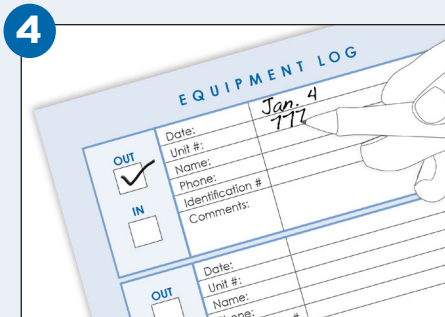 4
EQUIPMENT LOG
OUT
IN
Date: Jan. 4
Unit #: 777
Name:
Phone:
Identification #
Comments:
OUT
Date:
Unit #:
Name:
#